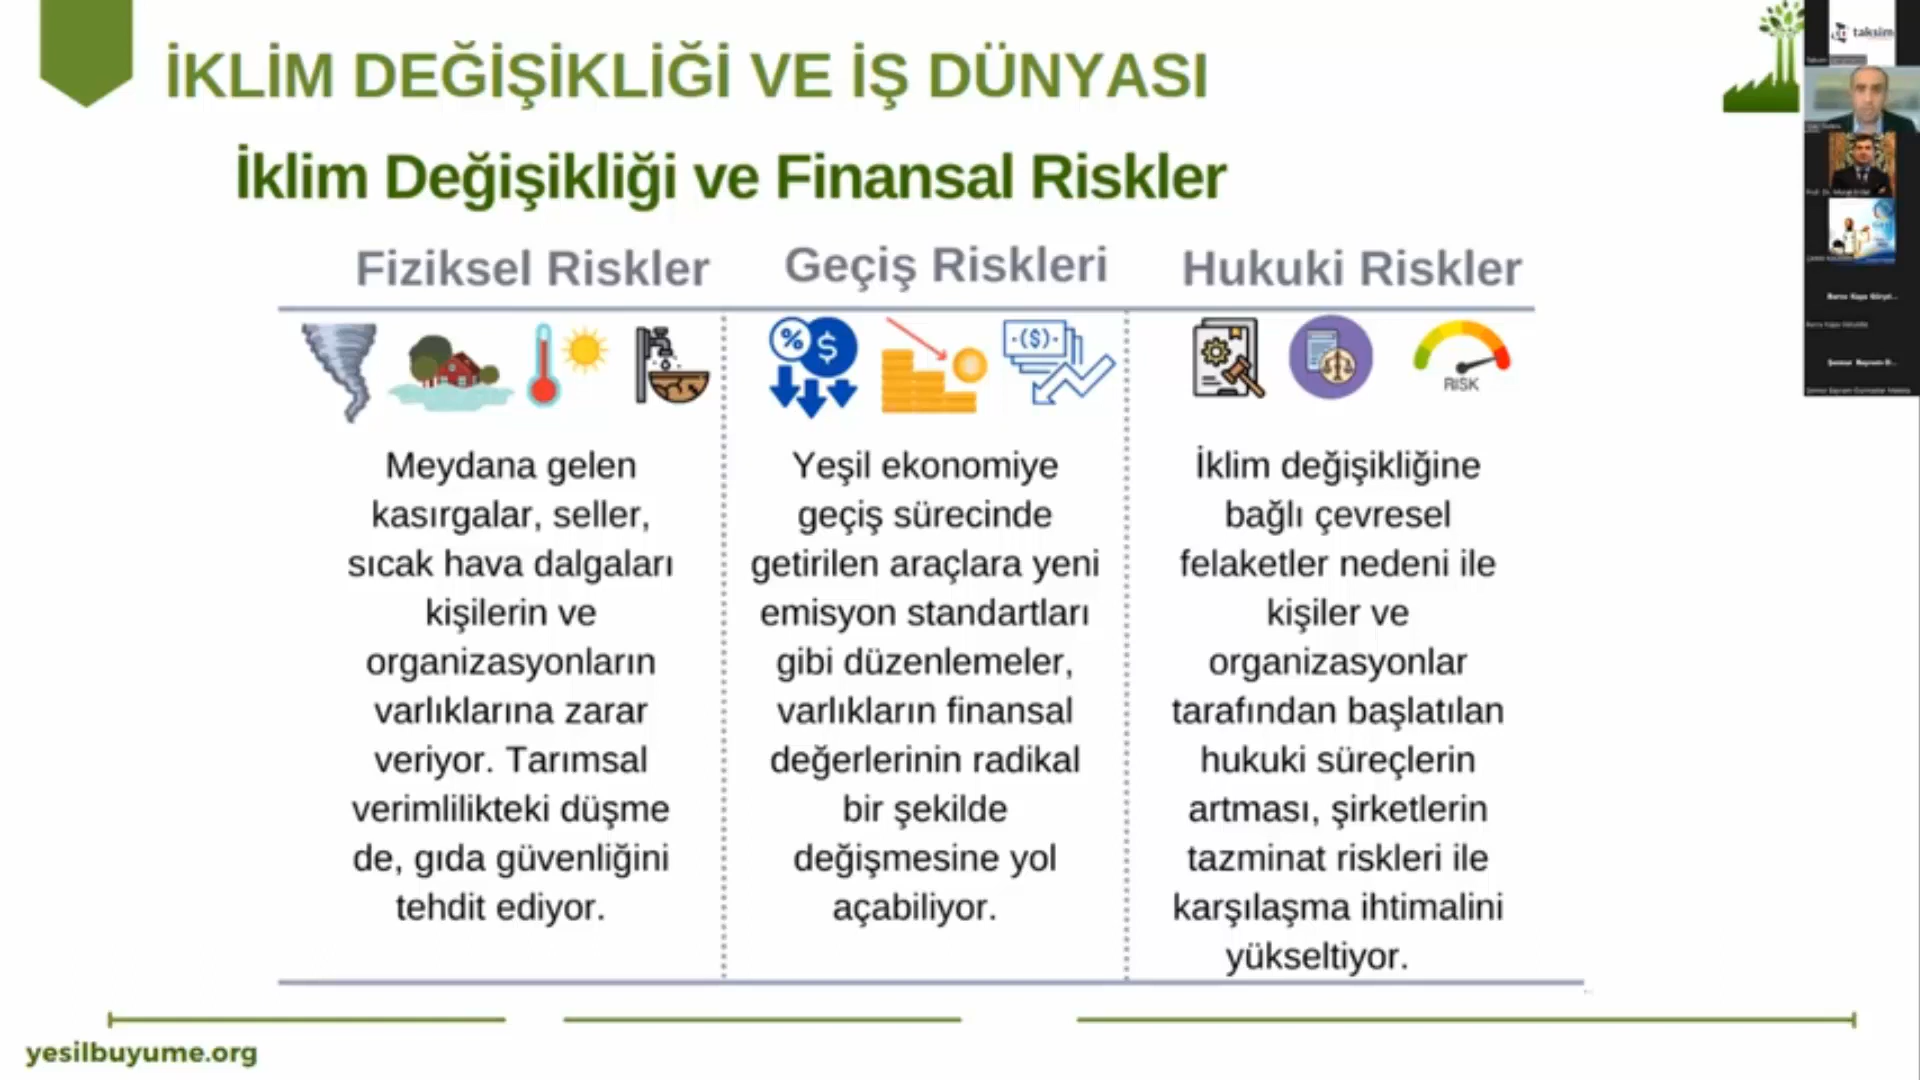 İKLİM DEĞİŞİKLİĞİ VE İŞ DÜNYASI
İklim Değişikliği ve Finansal Riskler
Fiziksel Riskler
Meydana gelen
kasırgalar, seller,
sıcak hava dalgaları
kişilerin ve
organizasyonların
varlıklarına zarar
veriyor. Tarımsal
verimlilikteki düşme
de, gıda güvenliğini
tehdit ediyor.
Geçiş Riskleri
% $
($)
Yeşil ekonomiye
geçiş sürecinde
getirilen araçlara yeni
emisyon standartları
gibi düzenlemeler,
varlıkların finansal
değerlerinin radikal
bir şekilde
değişmesine yol
açabiliyor.
Hukuki Riskler
RISK
İklim değişikliğine
bağlı çevresel
felaketler nedeni ile
kişiler ve
organizasyonlar
tarafından başlatılan
hukuki süreçlerin
artması, şirketlerin
tazminat riskleri ile
karşılaşma ihtimalini
yükseltiyor.
yesilbuyume.org
taksim